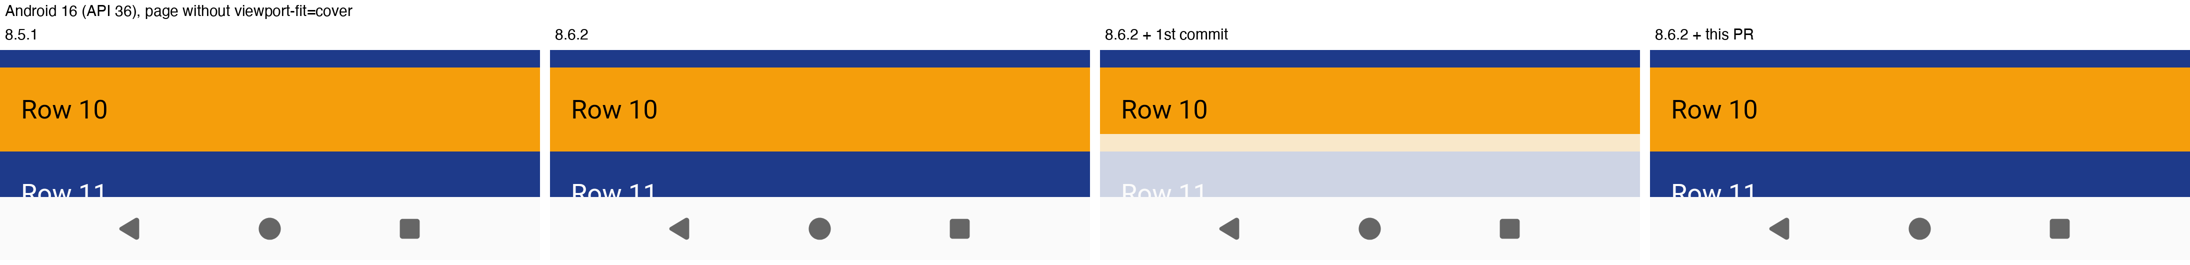 Android 16 (API 36), page without viewport-fit=cover
8.5.1
8.6.2
8.6.2 + 1st commit
8.6.2 + this PR
Row 10
Row 10
Row 10
Row 10
Row 11
Row 11
Row 11
Row 11